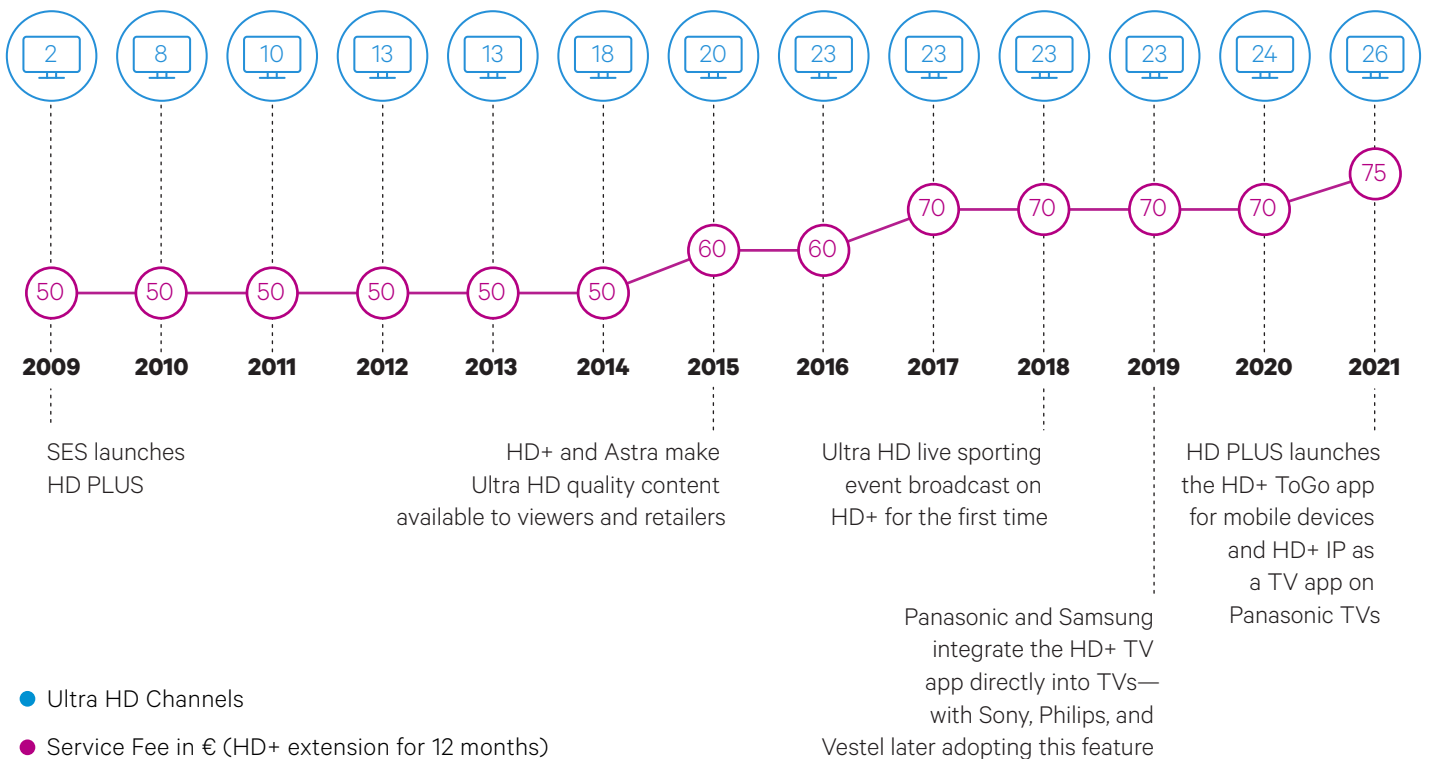 2 8 10 13 13 18 20 23 23 23 23 24 26
50 50 50 50 50 50 60 60 70 70 70 70 75
2009 2010 2011 2012 2013 2014 2015 2016 2017 2018 2019 2020 2021
SES launches
HD PLUS
HD+ and Astra make
Ultra HD quality content
available to viewers and retailers
Ultra HD live sporting
event broadcast on
HD+ for the first time
Panasonic and Samsung
integrate the HD+ TV
app directly into TVs—
with Sony, Philips, and
Vestel later adopting this feature
HD PLUS launches
the HD+ ToGo app
for mobile devices
and HD+ IP as
a TV app on
Panasonic TVs
Ultra HD Channels
Service Fee in € (HD+ extension for 12 months)